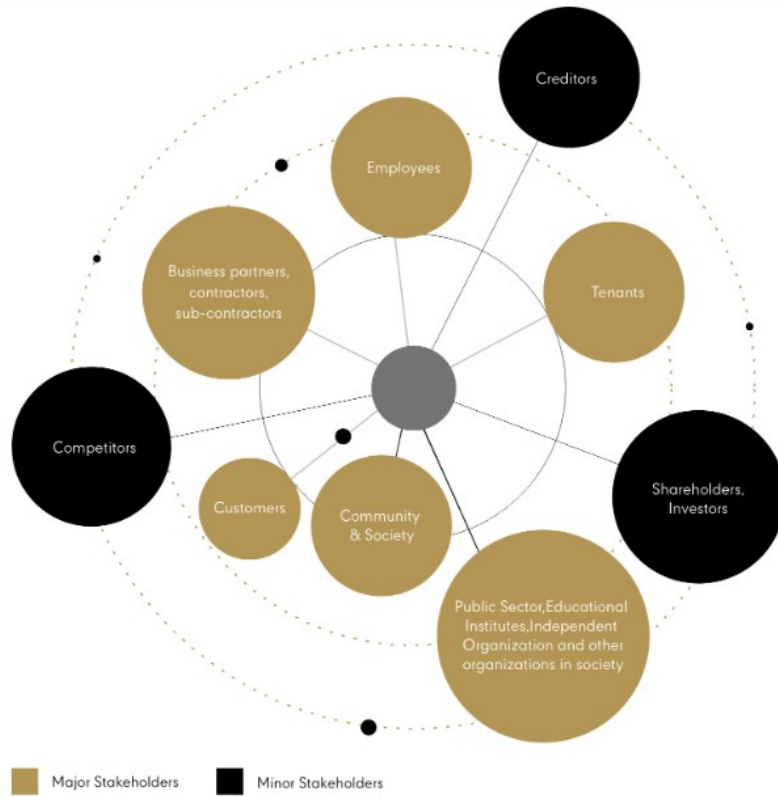 Creditors
Employees
Business partners,
contractors,
sub-contractors
Tenants
Competitors
Shareholders,
Investors
Customers
Community
& Society
Public Sector,Educational
Institutes,Independent
Organization and other
organizations in society
Major Stakeholders
Minor Stakeholders